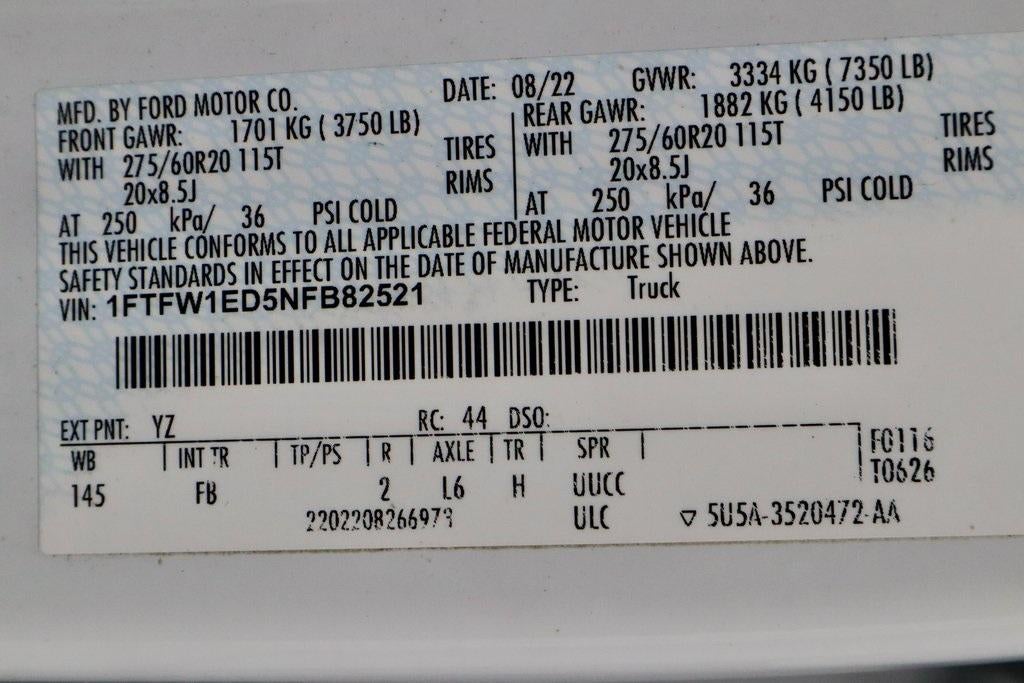 MFD. BY FORD MOTOR CO. DATE: 08/22 GVWR: 3334 KG ( 7350 LB)
FRONT GAWR: 1701 KG ( 3750 LB) REAR GAWR: 1882 KG ( 4150 LB)
WITH 275/60R20 115T TIRES WITH 275/60R20 115T TIRES
20x8.5J RIMS 20x8.5J RIMS
AT 250 kPa/ 36 PSI COLD AT 250 kPa/ 36 PSI COLD
THIS VEHICLE CONFORMS TO ALL APPLICABLE FEDERAL MOTOR VEHICLE
SAFETY STANDARDS IN EFFECT ON THE DATE OF MANUFACTURE SHOWN ABOVE.
VIN: 1FTFW1ED5NFB82521 TYPE: Truck
EXT PNT: YZ RC: 44 DSO:
WB INT TR TP/PS R AXLE TR SPR F0116
145 FB 2 L6 H UUCC T0626
2202208266973 ULC ▽ 5U5A-3520472-AA